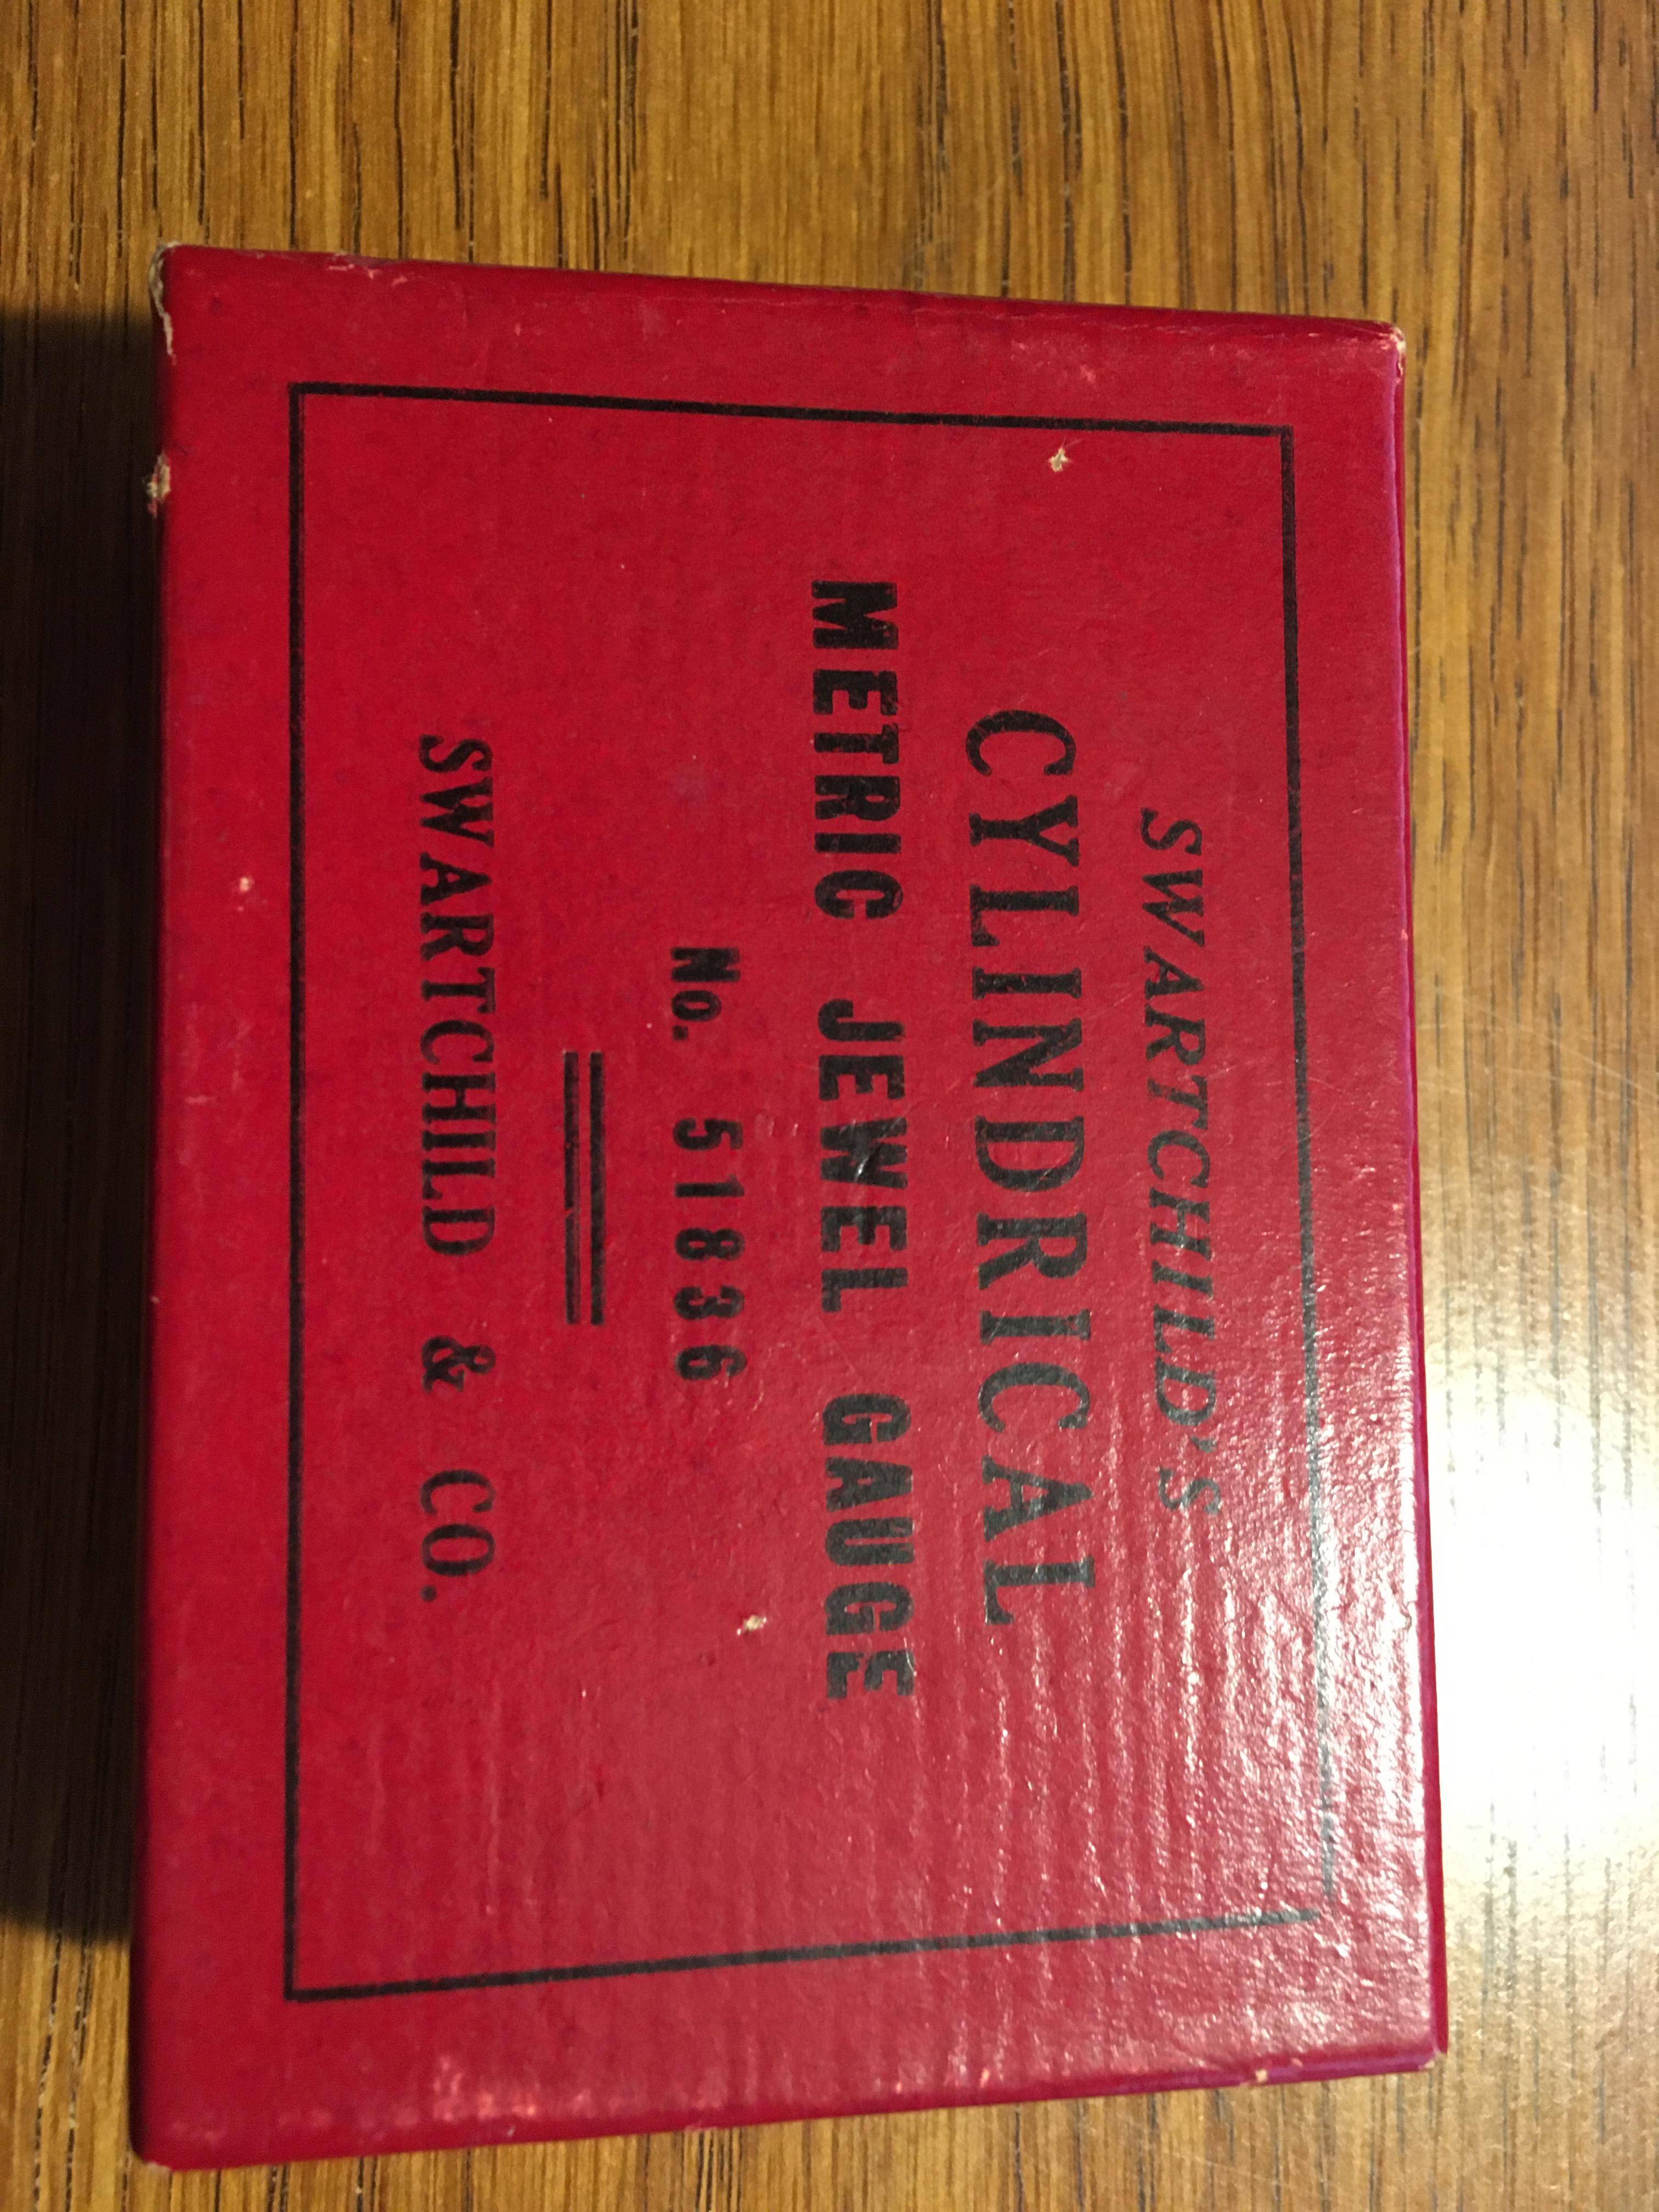 SWARTCHILD'S
CYLINDRICAL
METRIC JEWEL GAUGE
No. 51836
SWARTCHILD & CO.